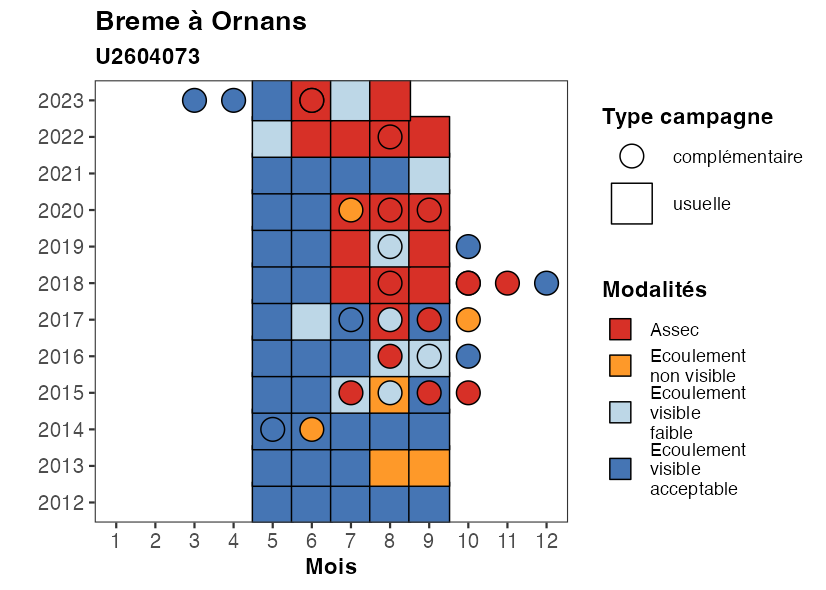 Breme à Ornans
U2604073
2023
2022
2021
2020
2019
2018
2017
2016
2015
2014
2013
2012
1 2 3 4 5 6 7 8 9 10 11 12
Mois
Type campagne
complémentaire
usuelle
Modalités
Assec
Ecoulement
non visible
Ecoulement
visible
faible
Ecoulement
visible
acceptable